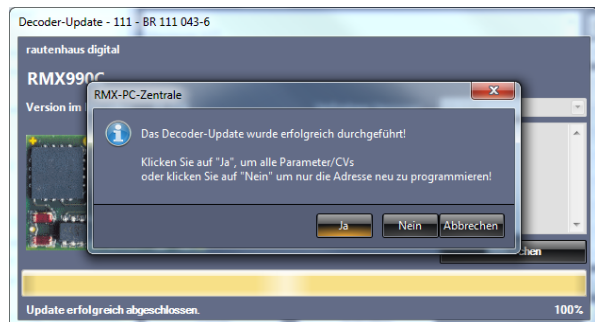 Decoder-Update - 111 - BR 111 043-6
rautenhaus digital
RMX990C
RMX-PC-Zentrale
Version im
Das Decoder-Update wurde erfolgreich durchgeführt!
Klicken Sie auf "Ja", um alle Parameter/CVs
oder klicken Sie auf "Nein" um nur die Adresse neu zu programmieren!
Ja Nein Abbrechen
Update erfolgreich abgeschlossen. 100%